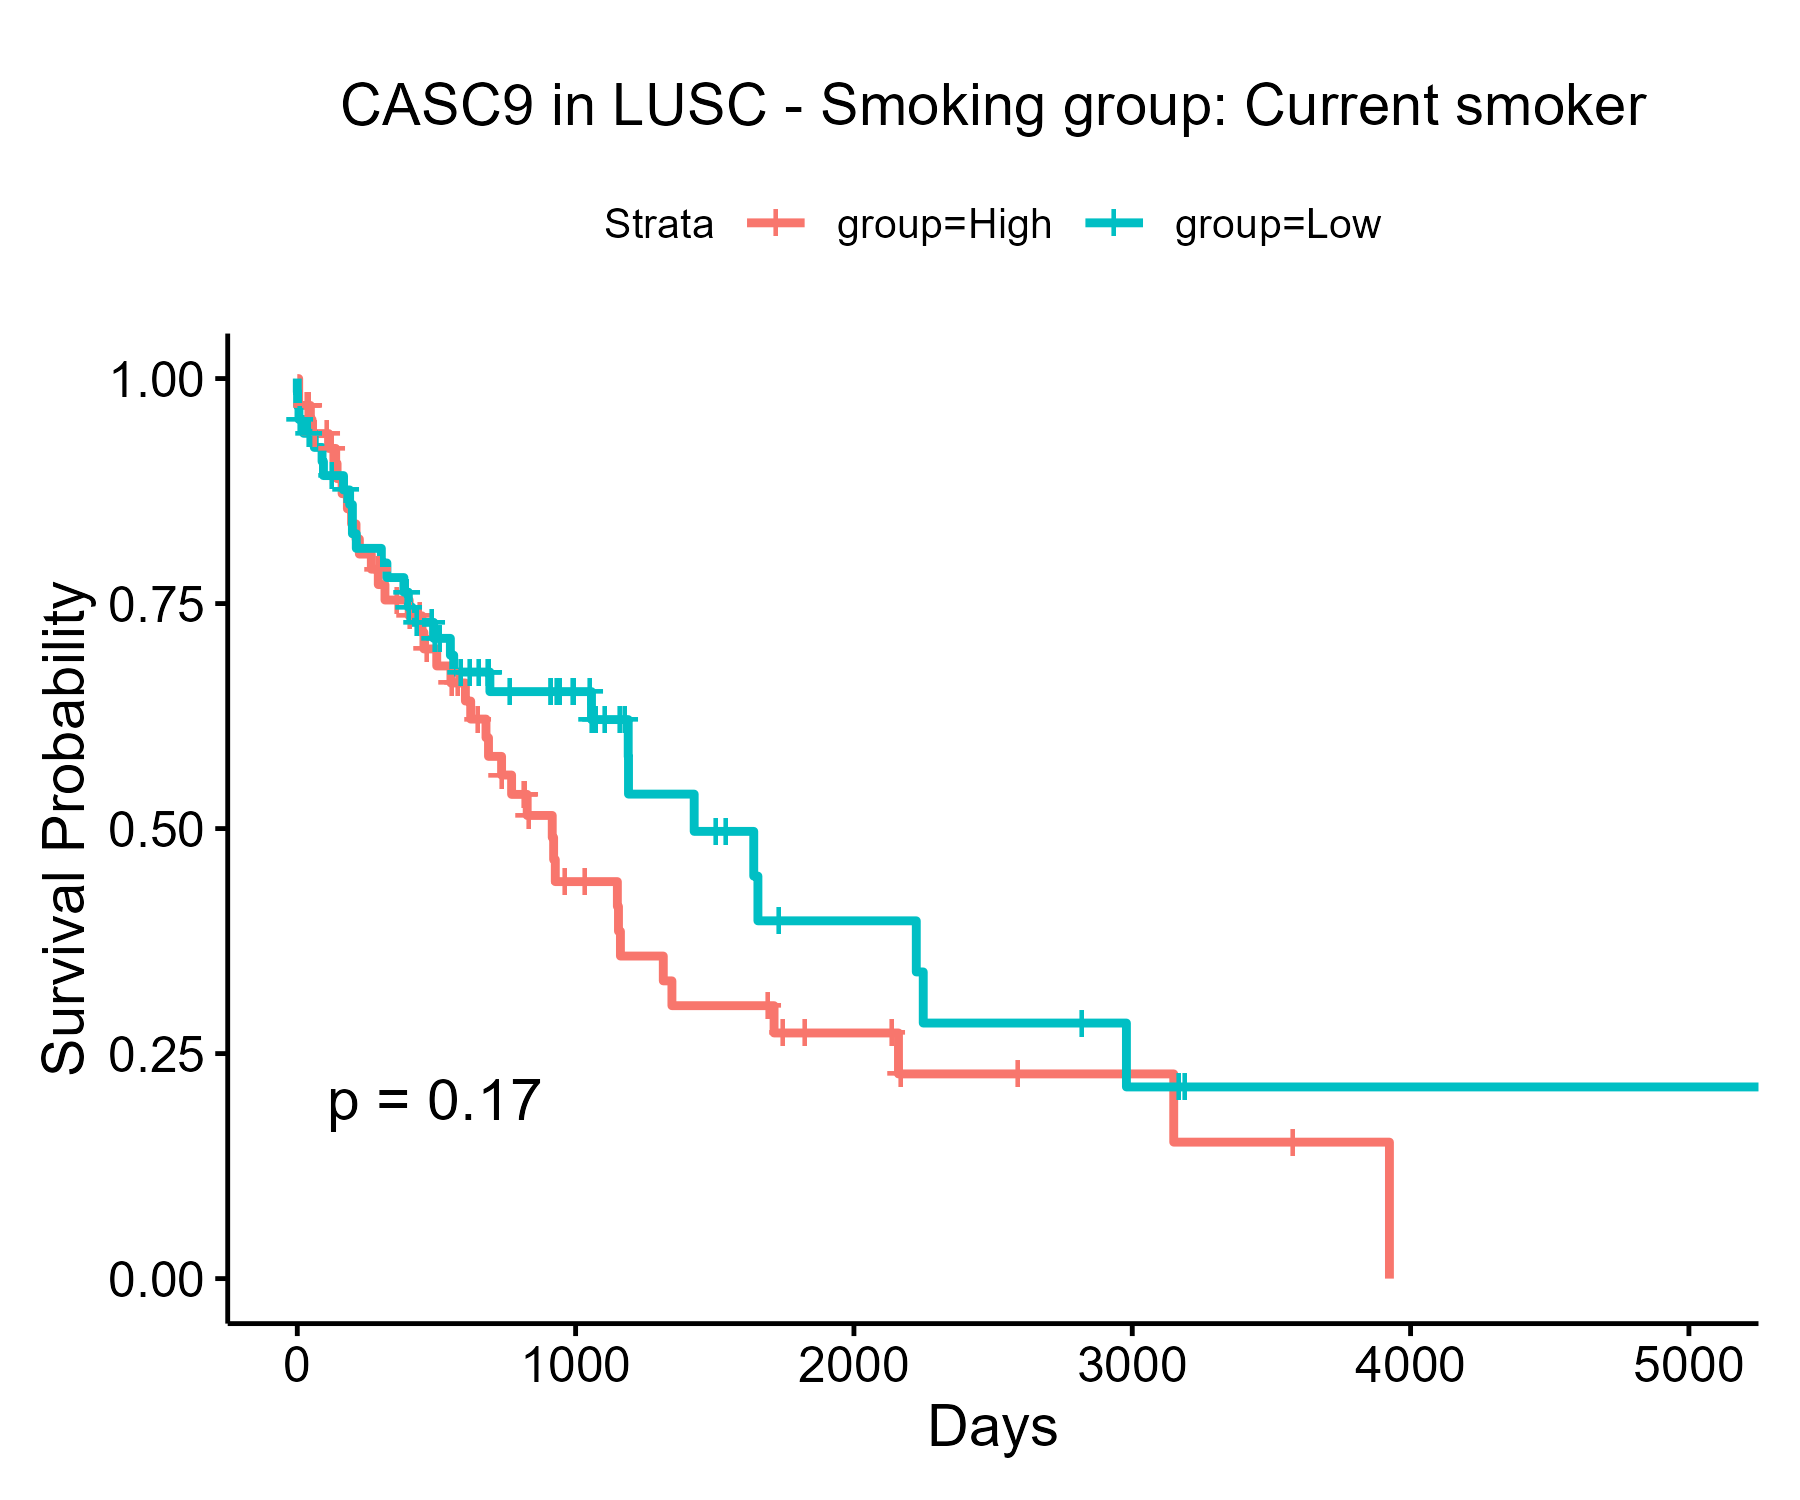 CASC9 in LUSC - Smoking group: Current smoker
Strata group=High group=Low
Survival Probability
1.00
0.75
0.50
0.25
0.00
p = 0.17
0 1000 2000 3000 4000 5000
Days